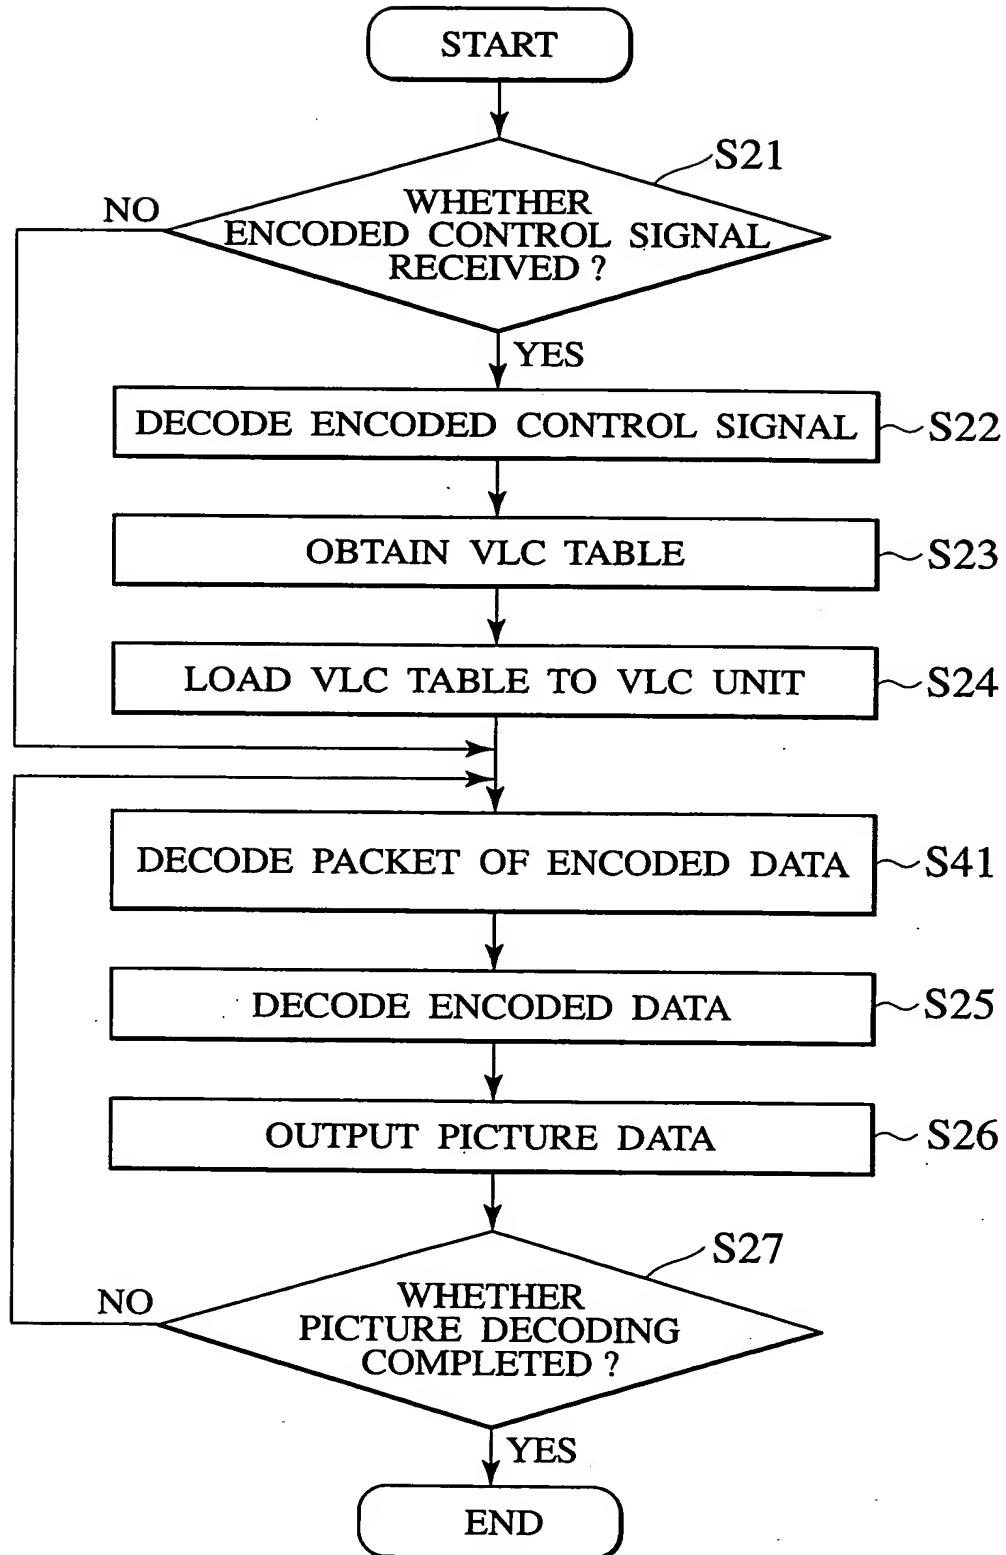 START
S21
WHETHER
ENCODED CONTROL SIGNAL
RECEIVED ?
NO
YES
DECODE ENCODED CONTROL SIGNAL
S22
OBTAIN VLC TABLE
S23
LOAD VLC TABLE TO VLC UNIT
S24
DECODE PACKET OF ENCODED DATA
S41
DECODE ENCODED DATA
S25
OUTPUT PICTURE DATA
S26
S27
WHETHER
PICTURE DECODING
COMPLETED ?
NO
YES
END